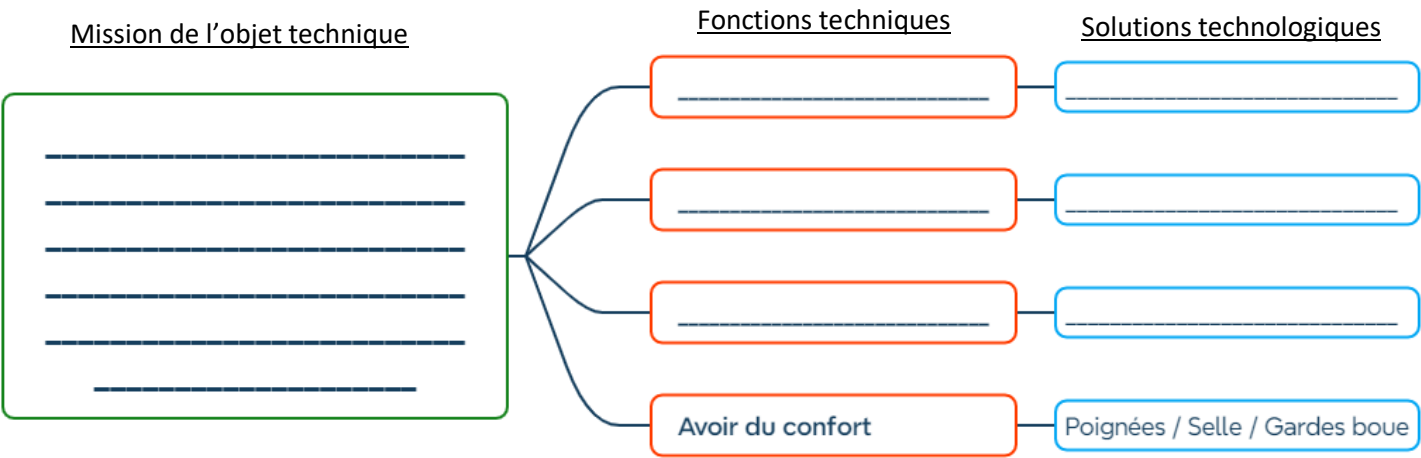 Mission de l’objet technique
Fonctions techniques
Solutions technologiques
Avoir du confort
Poignées / Selle / Gardes boue